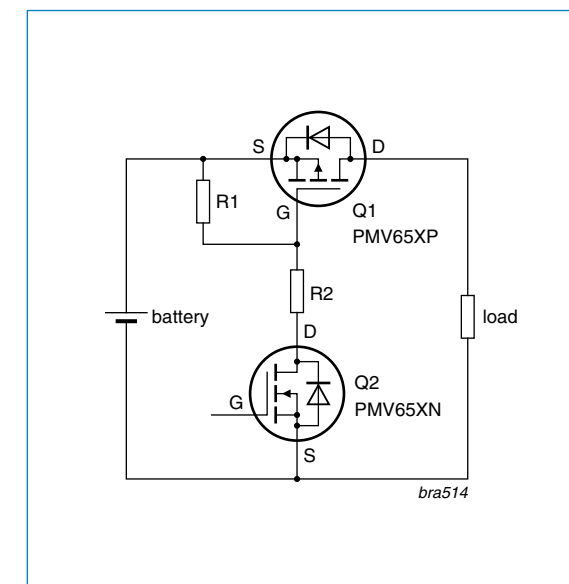 S
D
R1
G
Q1
PMV65XP
R2
battery
load
D
Q2
G
PMV65XN
S
bra514